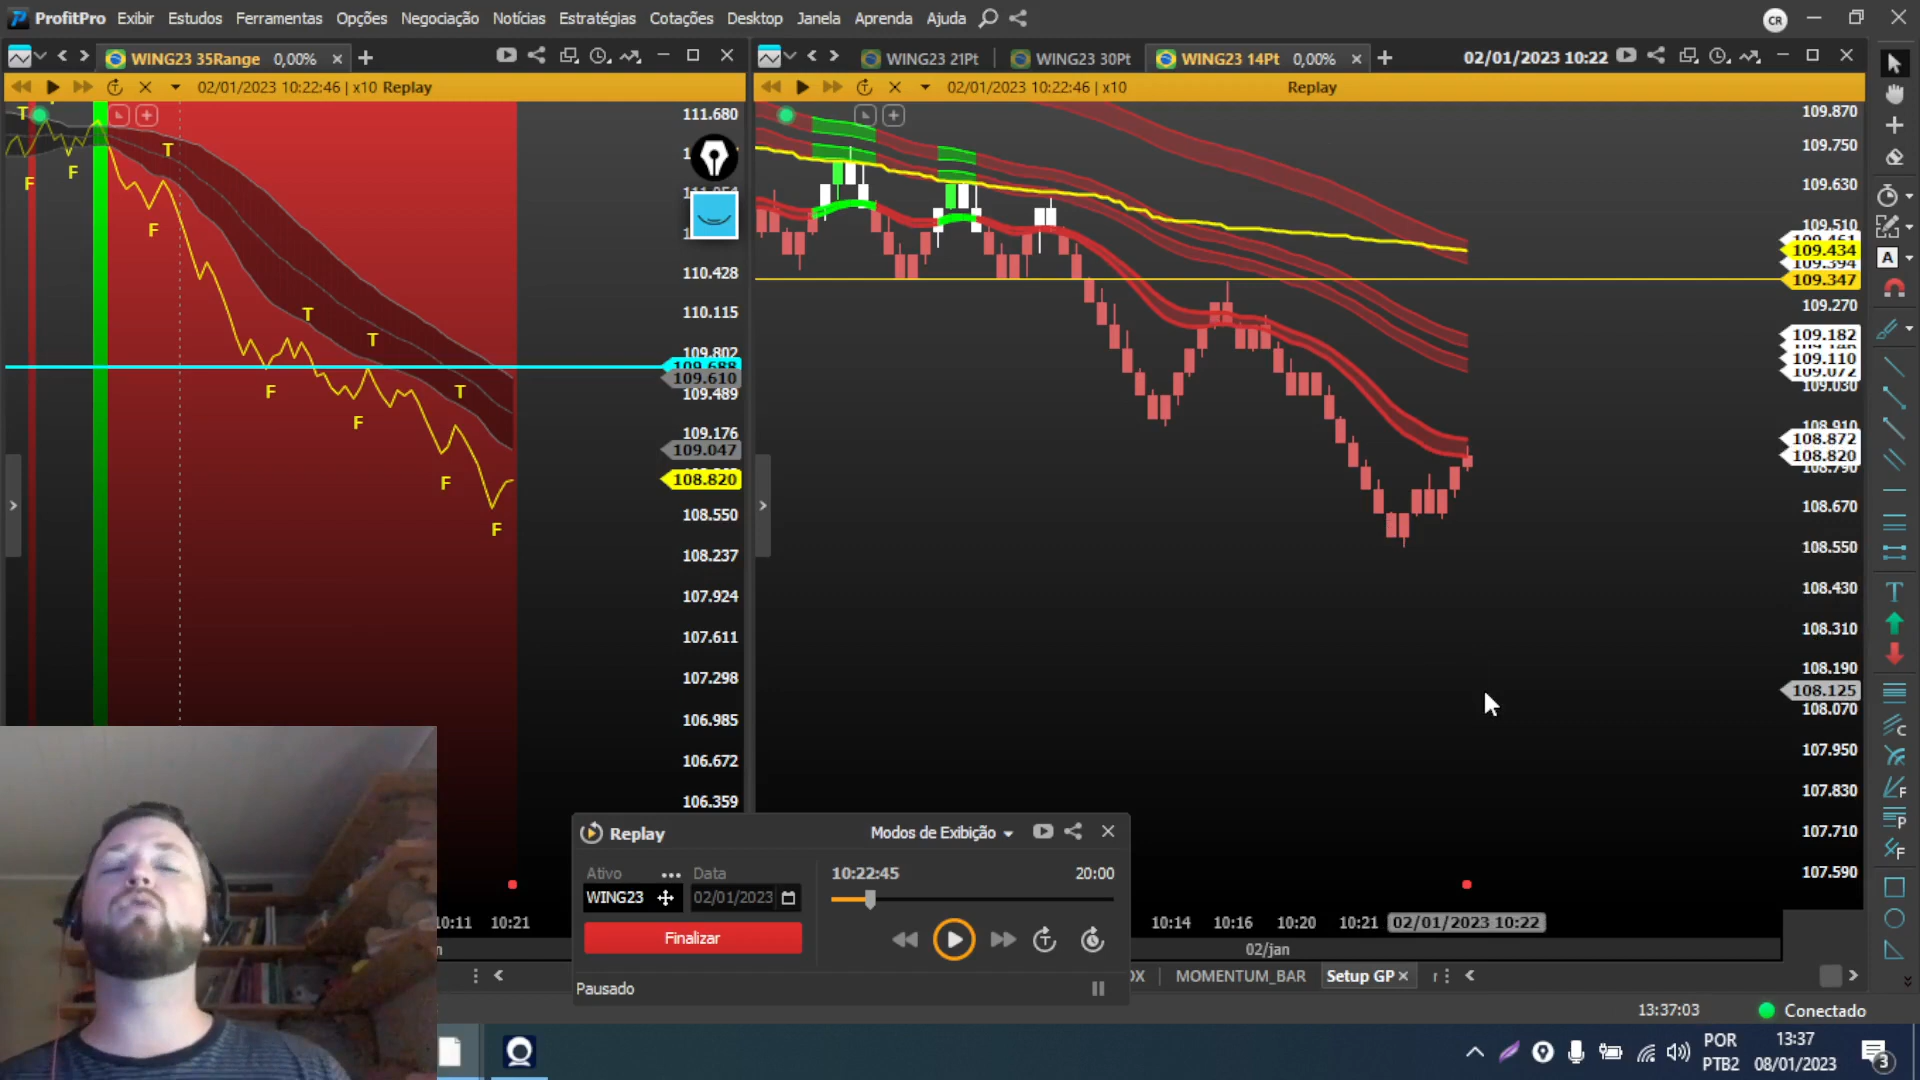 ProfitPro Exibir Estudos Ferramentas Opções Negociação Notícias Estratégias Cotações Desktop Janela Aprenda Ajuda CR
WING23 35Range 0,00%
WING23 21Pt WING23 30Pt WING23 14Pt 0,00% 02/01/2023 10:22
02/01/2023 10:22:46 | x10 Replay
02/01/2023 10:22:46 | x10 Replay
T
F
F
T
F
T
F
T
F
T
F
F
111.680
110.428
110.115
109.802
109.688
109.610
109.489
109.176
109.047
108.820
108.550
108.237
107.924
107.611
107.298
106.985
106.672
106.359
109.870
109.750
109.630
109.510
109.461
109.434
109.394
109.347
109.270
109.182
109.110
109.072
109.030
108.910
108.872
108.820
108.790
108.670
108.550
108.430
108.310
108.190
108.125
108.070
107.950
107.830
107.710
107.590
A
T
C
F
P
F
10:11 10:21
Replay Modos de Exibição
Ativo Data 10:22:45 20:00
WING23 02/01/2023
Finalizar
Pausado
10:14 10:16 10:20 10:21 02/01/2023 10:22
02/jan
MOMENTUM_BAR Setup GP
13:37:03 Conectado
POR 13:37
PTB2 08/01/2023 3